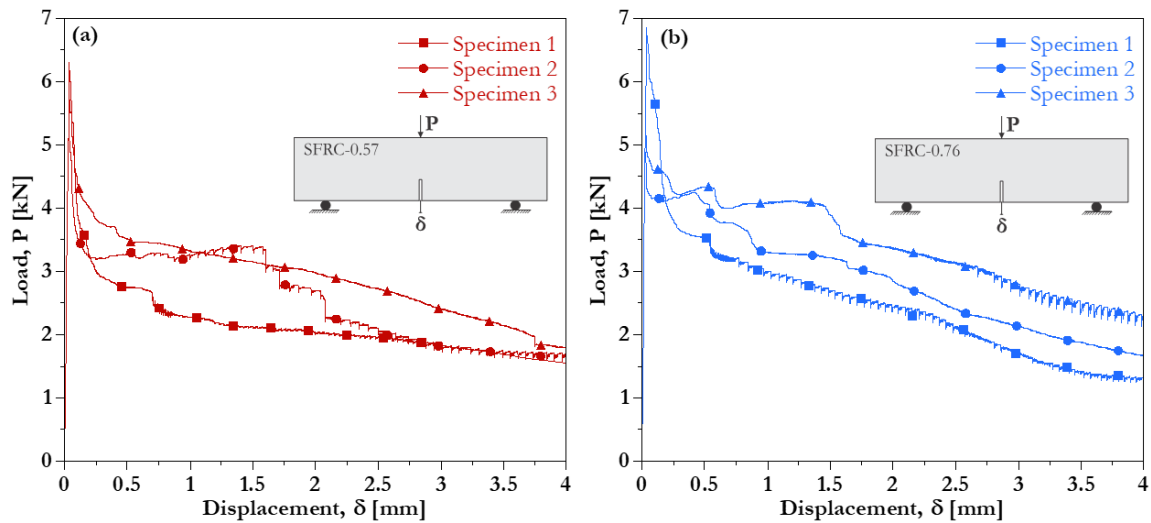 (a)
Specimen 1
Specimen 2
Specimen 3
P
SFRC-0.57
δ
Load, P [kN]
7
6
5
4
3
2
1
0
0 0.5 1 1.5 2 2.5 3 3.5 4
Displacement, δ [mm]
(b)
Specimen 1
Specimen 2
Specimen 3
P
SFRC-0.76
δ
Load, P [kN]
7
6
5
4
3
2
1
0
0 0.5 1 1.5 2 2.5 3 3.5 4
Displacement, δ [mm]